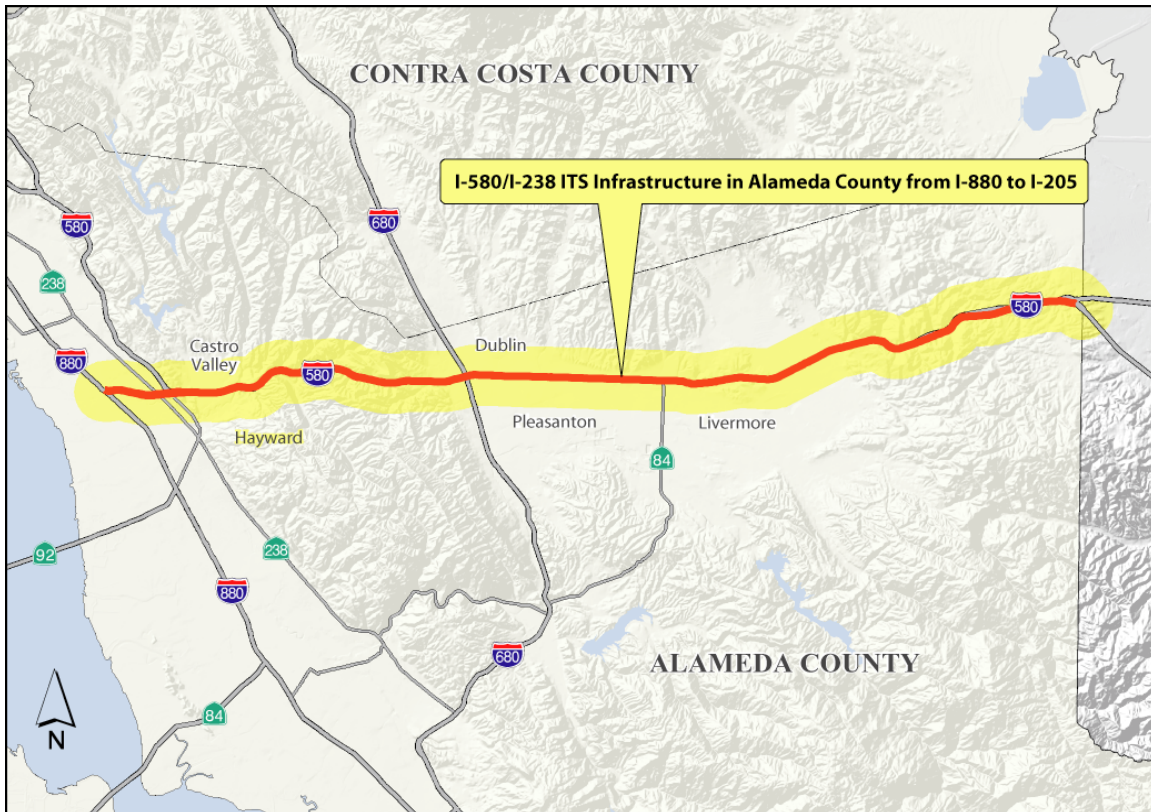 CONTRA COSTA COUNTY
I-580/I-238 ITS Infrastructure in Alameda County from I-880 to I-205
580
680
238
880
Castro
Valley
Dublin
580
580
Hayward
Pleasanton
Livermore
84
92
238
880
680
ALAMEDA COUNTY
84
N